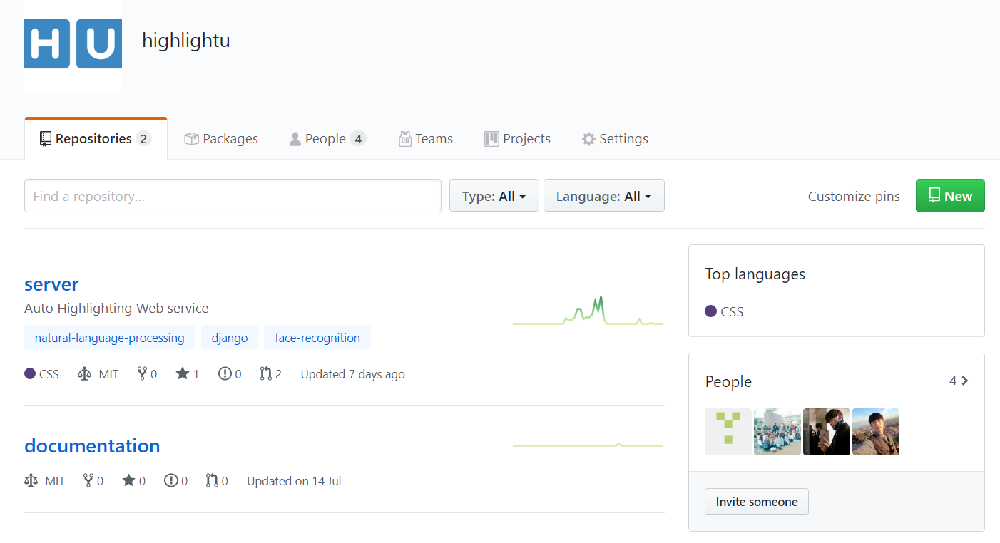 HU
highlightu
Repositories 2 Packages People 4 Teams Projects Settings
Find a repository... Type: All Language: All Customize pins New
server
Auto Highlighting Web service
natural-language-processing django face-recognition
CSS MIT 0 1 0 2 Updated 7 days ago
documentation
MIT 0 0 0 0 Updated on 14 Jul
Top languages
CSS
People 4
Invite someone